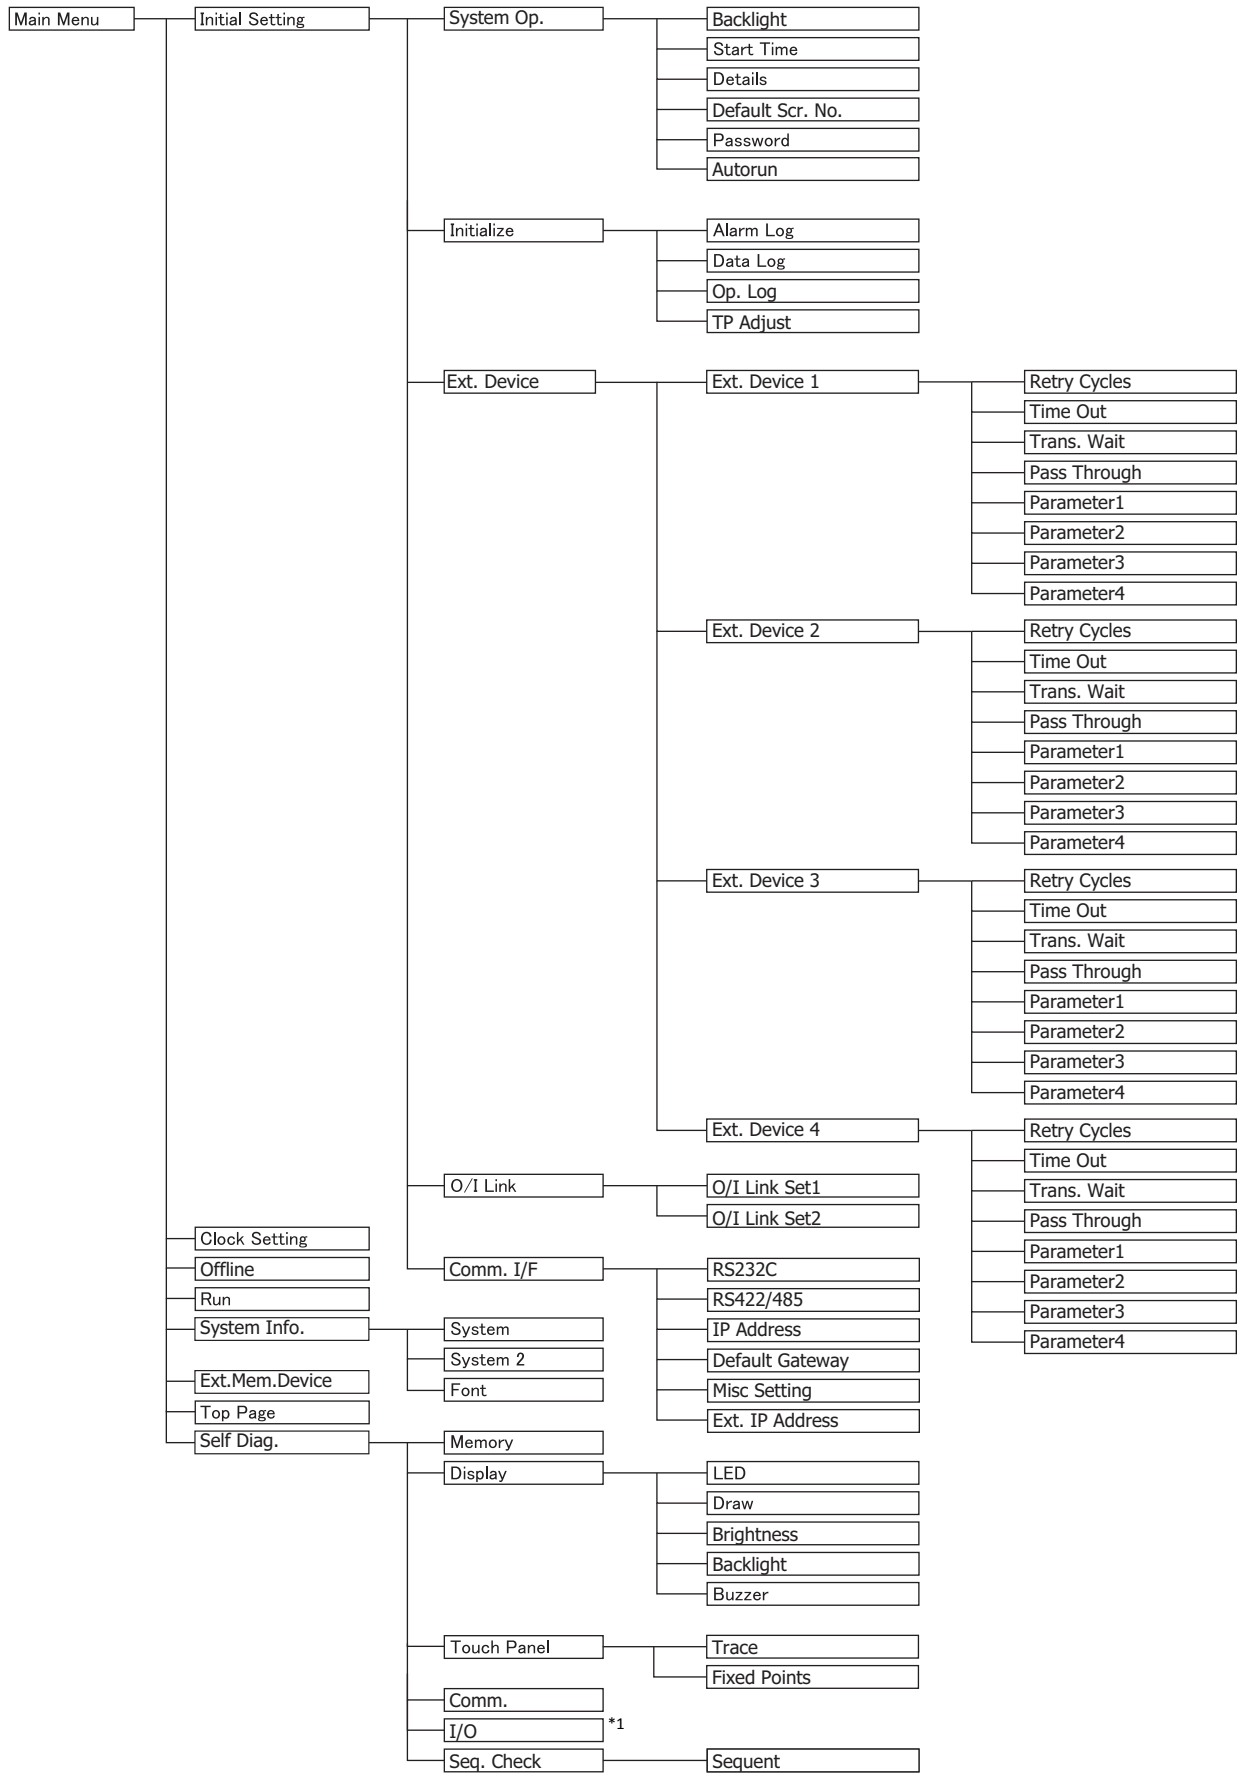 Main Menu
Initial Setting
System Op.
Backlight
Start Time
Details
Default Scr. No.
Password
Autorun
Initialize
Alarm Log
Data Log
Op. Log
TP Adjust
Ext. Device
Ext. Device 1
Retry Cycles
Time Out
Trans. Wait
Pass Through
Parameter1
Parameter2
Parameter3
Parameter4
Ext. Device 2
Retry Cycles
Time Out
Trans. Wait
Pass Through
Parameter1
Parameter2
Parameter3
Parameter4
Ext. Device 3
Retry Cycles
Time Out
Trans. Wait
Pass Through
Parameter1
Parameter2
Parameter3
Parameter4
Ext. Device 4
Retry Cycles
Time Out
Trans. Wait
Pass Through
Parameter1
Parameter2
Parameter3
Parameter4
O/I Link
O/I Link Set1
O/I Link Set2
Comm. I/F
RS232C
RS422/485
IP Address
Default Gateway
Misc Setting
Ext. IP Address
Clock Setting
Offline
Run
System Info.
System
System 2
Font
Ext.Mem.Device
Top Page
Self Diag.
Memory
Display
LED
Draw
Brightness
Backlight
Buzzer
Touch Panel
Trace
Fixed Points
Comm.
I/O *1
Seq. Check
Sequent